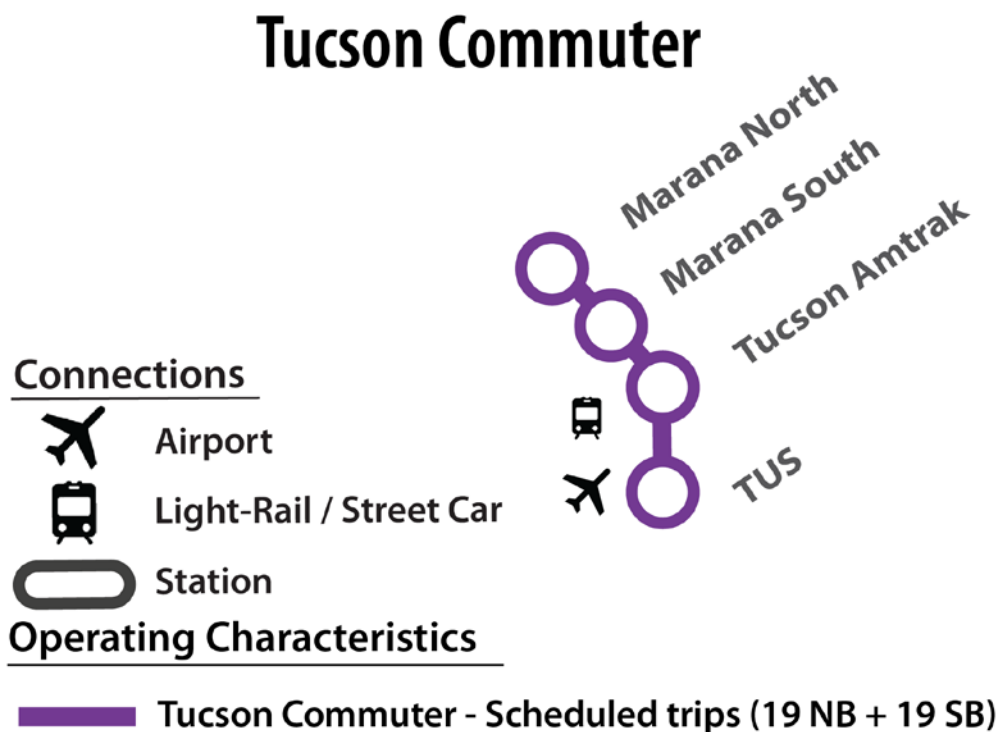 Tucson Commuter
Marana North
Marana South
Tucson Amtrak
TUS
Connections
Airport
Light-Rail / Street Car
Station
Operating Characteristics
Tucson Commuter - Scheduled trips (19 NB + 19 SB)